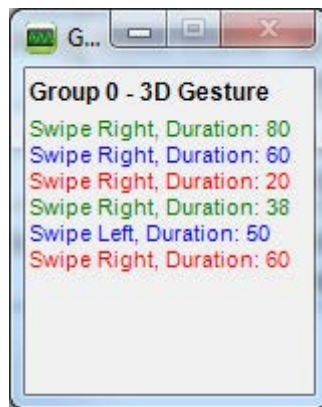 G...
Group 0 - 3D Gesture
Swipe Right, Duration: 80
Swipe Right, Duration: 60
Swipe Right, Duration: 20
Swipe Right, Duration: 38
Swipe Left, Duration: 50
Swipe Right, Duration: 60